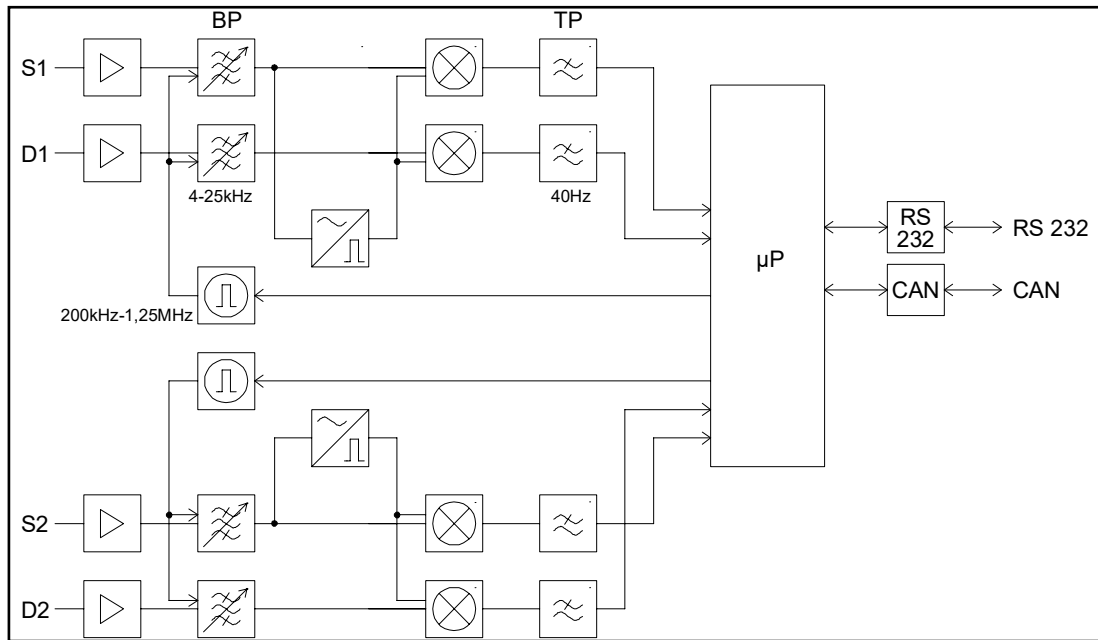 BP
TP
S1
D1
4-25kHz
40Hz
µP
RS
232
RS 232
CAN
CAN
200kHz-1,25MHz
S2
D2